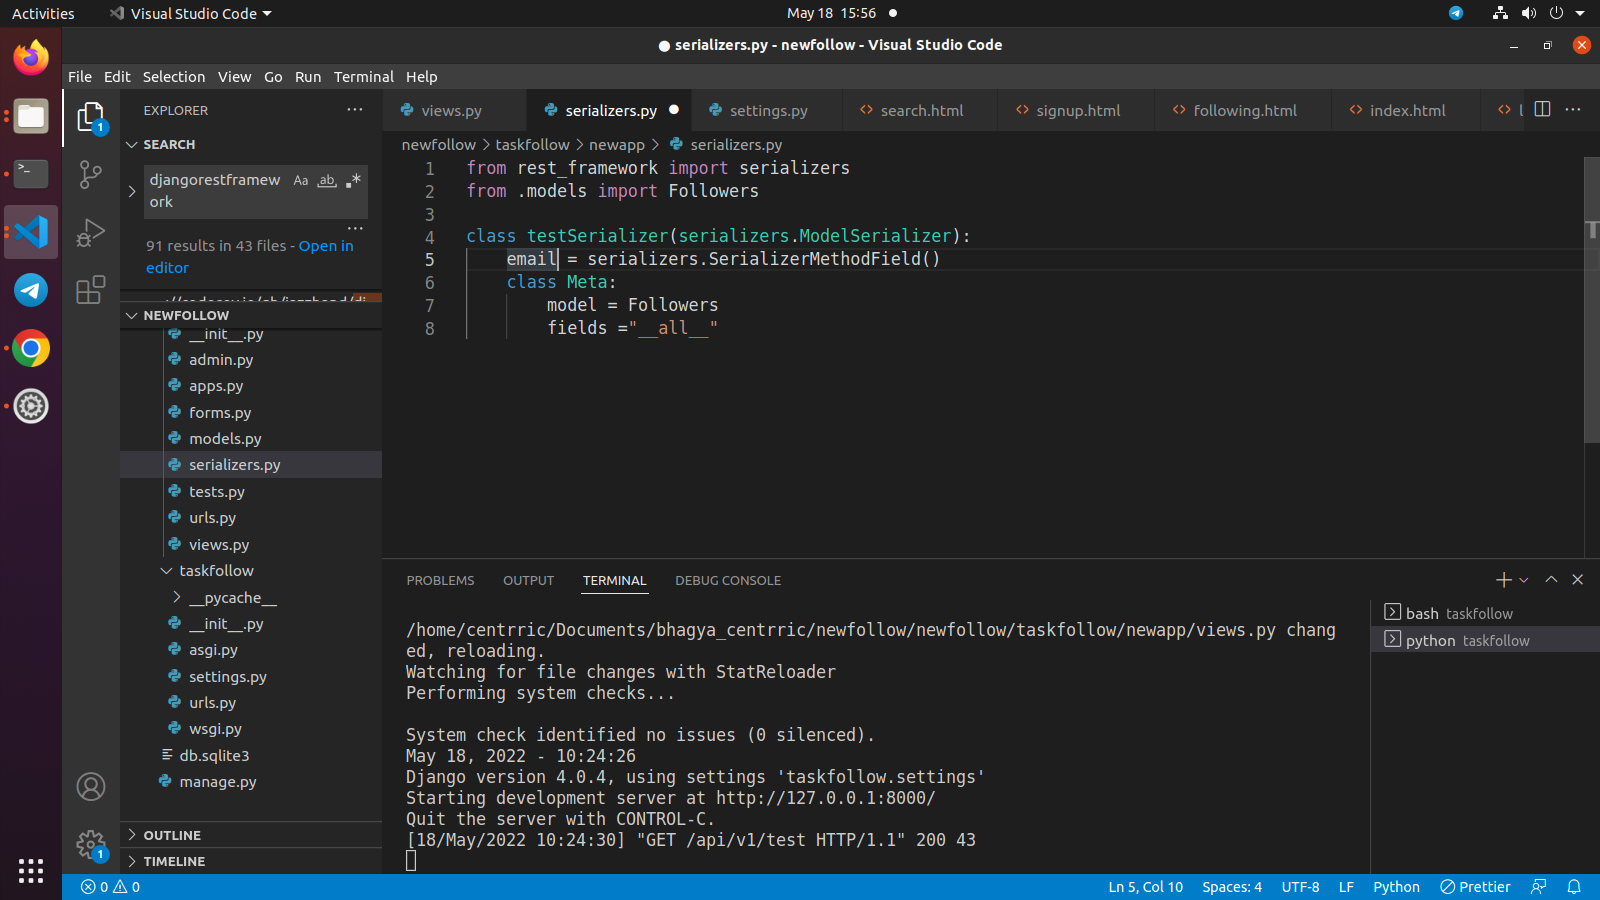 Activities
Visual Studio Code
May 18 15:56
serializers.py - newfollow - Visual Studio Code
File Edit Selection View Go Run Terminal Help
EXPLORER
SEARCH
djangorestframew
ork
Aa ab .*
91 results in 43 files - Open in
editor
NEWFOLLOW
__init__.py
admin.py
apps.py
forms.py
models.py
serializers.py
tests.py
urls.py
views.py
taskfollow
__pycache__
__init__.py
asgi.py
settings.py
urls.py
wsgi.py
db.sqlite3
manage.py
OUTLINE
TIMELINE
1
1
views.py serializers.py settings.py search.html signup.html following.html index.html
newfollow > taskfollow > newapp > serializers.py
1 from rest_framework import serializers
2 from .models import Followers
3
4 class testSerializer(serializers.ModelSerializer):
5 email = serializers.SerializerMethodField()
6 class Meta:
7 model = Followers
8 fields ="__all__"
PROBLEMS OUTPUT TERMINAL DEBUG CONSOLE
/home/centrric/Documents/bhagya_centrric/newfollow/newfollow/taskfollow/newapp/views.py chang
ed, reloading.
Watching for file changes with StatReloader
Performing system checks...
System check identified no issues (0 silenced).
May 18, 2022 - 10:24:26
Django version 4.0.4, using settings 'taskfollow.settings'
Starting development server at http://127.0.0.1:8000/
Quit the server with CONTROL-C.
[18/May/2022 10:24:30] "GET /api/v1/test HTTP/1.1" 200 43
bash taskfollow
python taskfollow
0 0
Ln 5, Col 10 Spaces: 4 UTF-8 LF Python Prettier